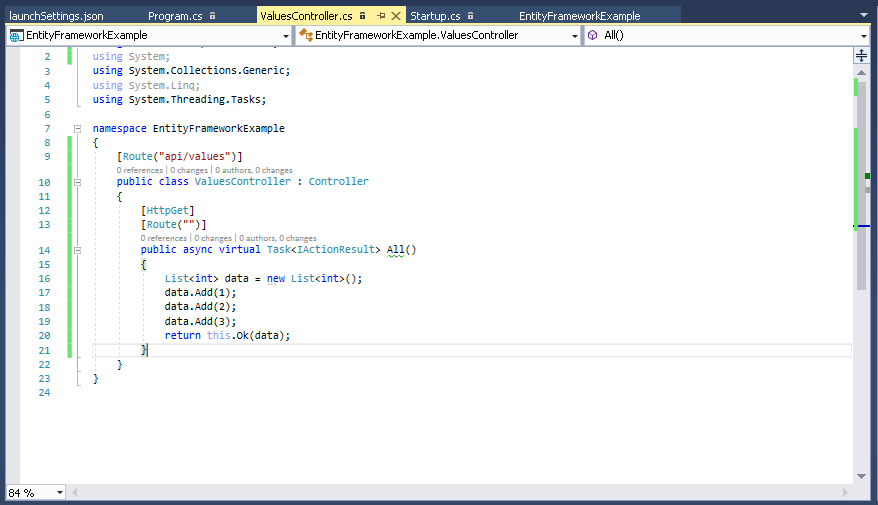 launchSettings.json Program.cs ValuesController.cs Startup.cs EntityFrameworkExample
EntityFrameworkExample EntityFrameworkExample.ValuesController All()
2 using System;
3 using System.Collections.Generic;
4 using System.Linq;
5 using System.Threading.Tasks;
6
7 namespace EntityFrameworkExample
8 {
9 [Route("api/values")]
0 references | 0 changes | 0 authors, 0 changes
10 public class ValuesController : Controller
11 {
12 [HttpGet]
13 [Route("")]
0 references | 0 changes | 0 authors, 0 changes
14 public async virtual Task<IActionResult> All()
15 {
16 List<int> data = new List<int>();
17 data.Add(1);
18 data.Add(2);
19 data.Add(3);
20 return this.Ok(data);
21 }
22 }
23 }
24
84 %